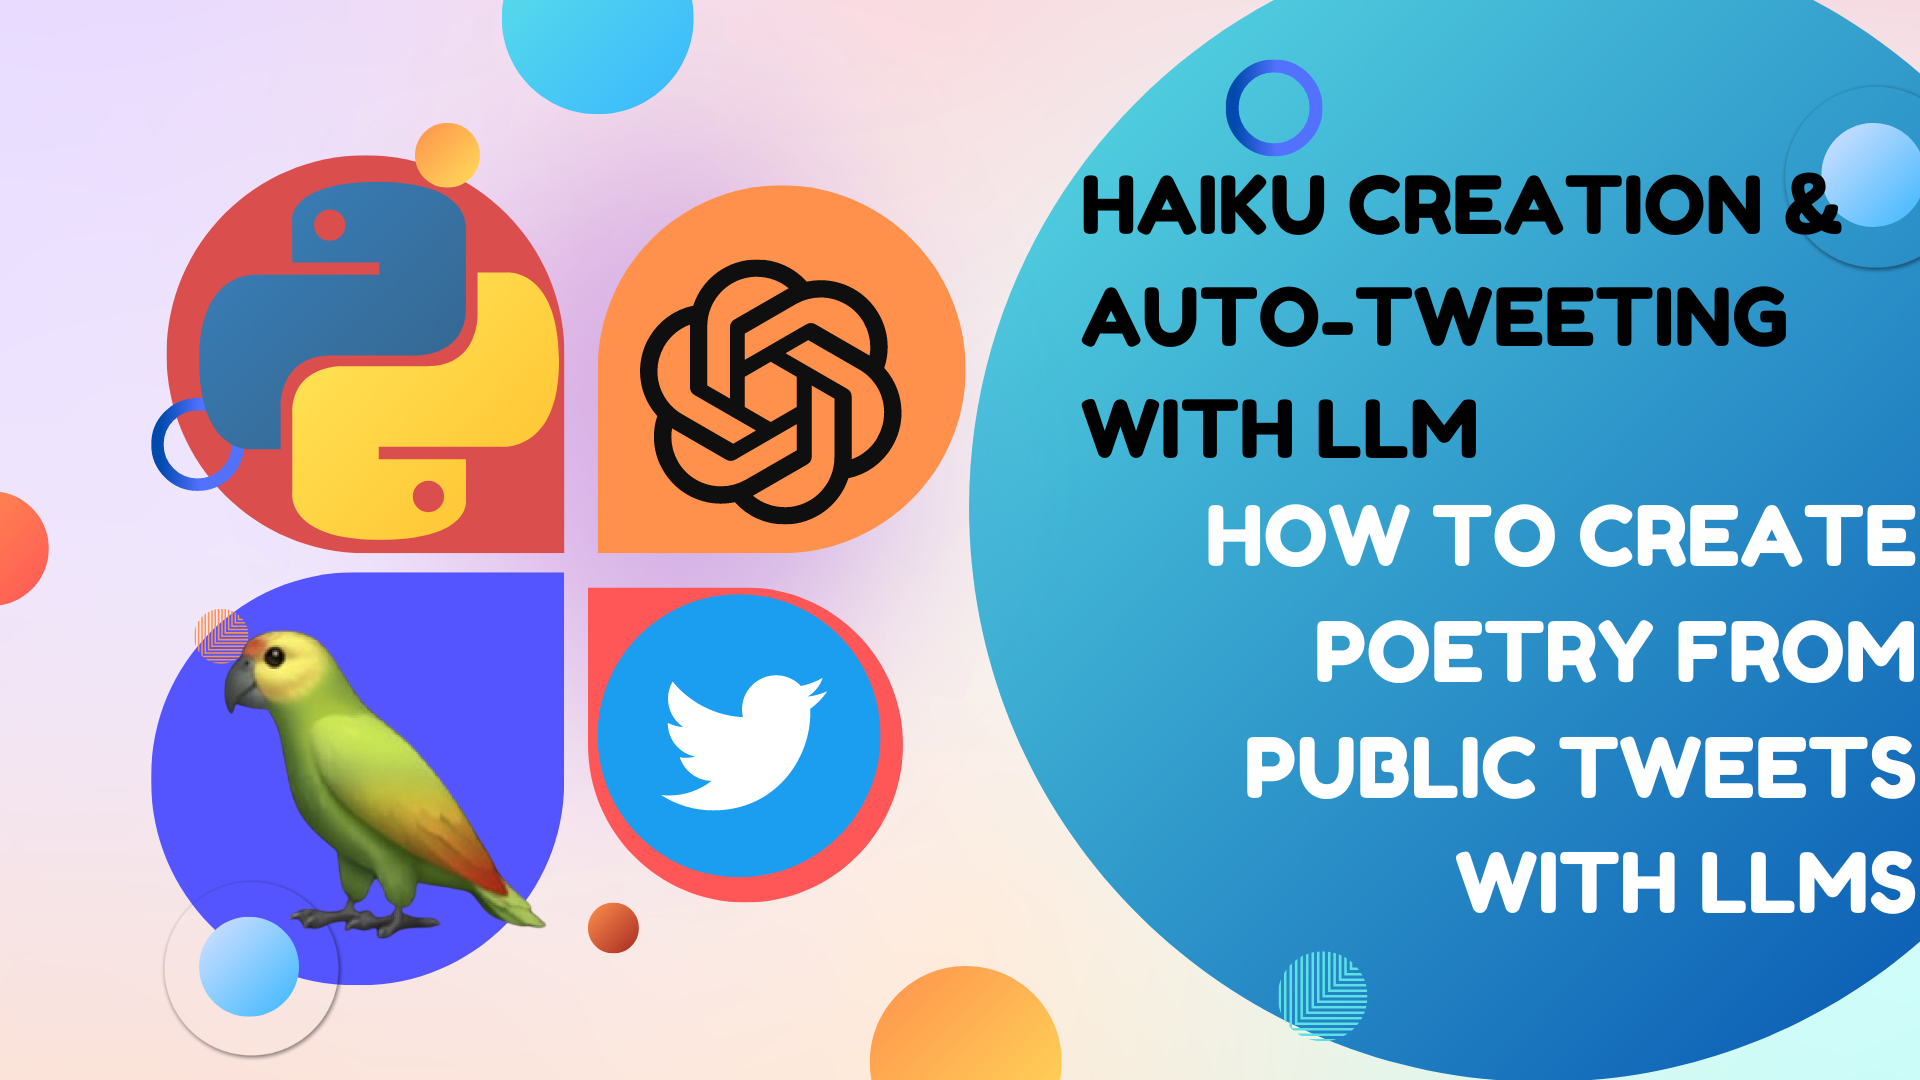 HAIKU CREATION &
AUTO-TWEETING
WITH LLM
HOW TO CREATE
POETRY FROM
PUBLIC TWEETS
WITH LLMS